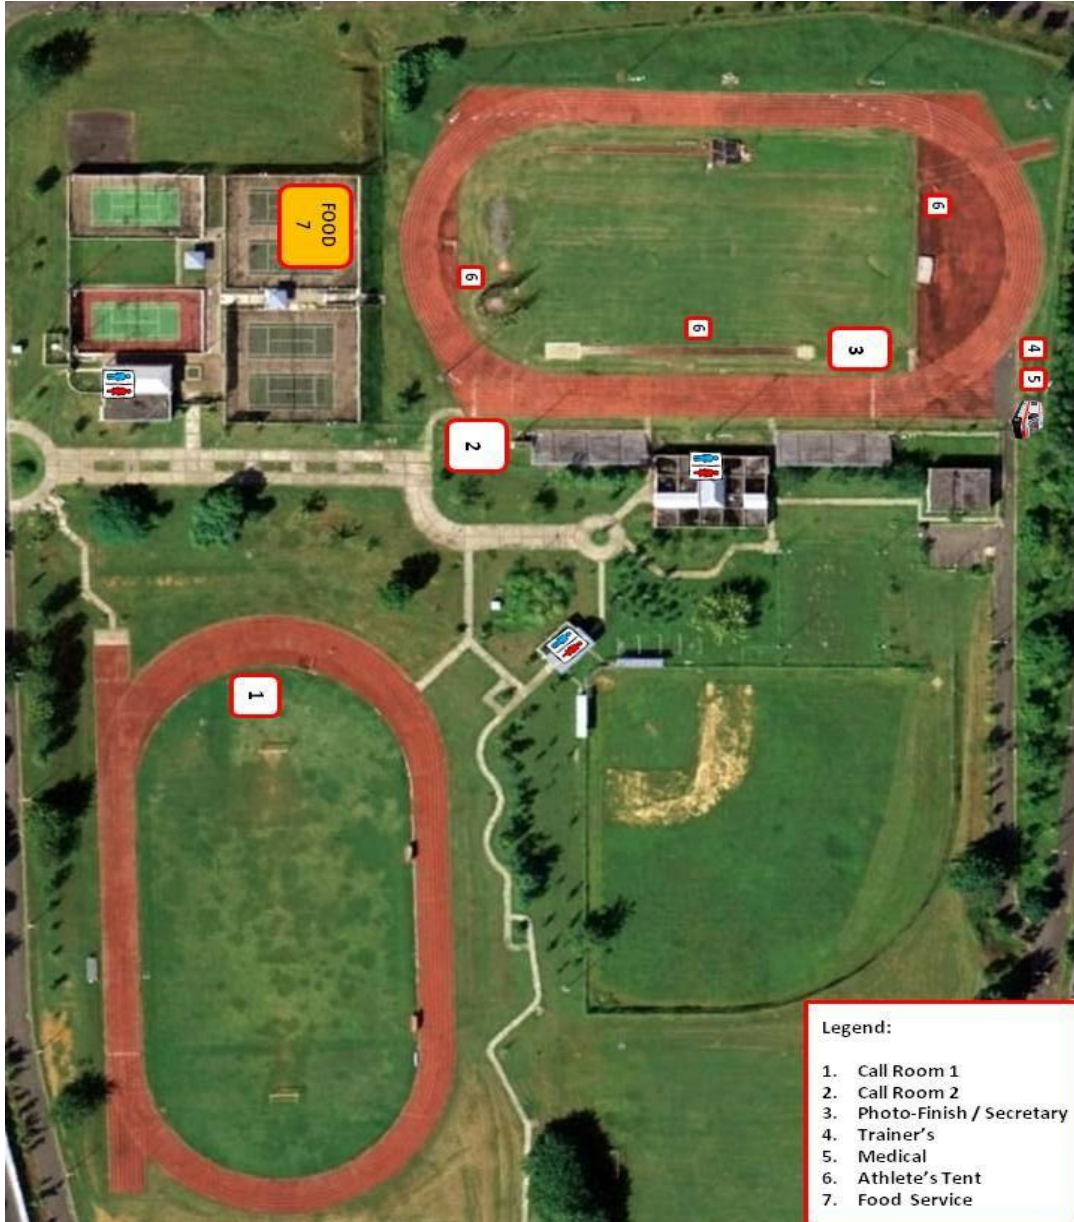 FOOD
7
6
6
6
3
4
5
2
1
Legend:
1. Call Room 1
2. Call Room 2
3. Photo-Finish / Secretary
4. Trainer's
5. Medical
6. Athlete's Tent
7. Food Service